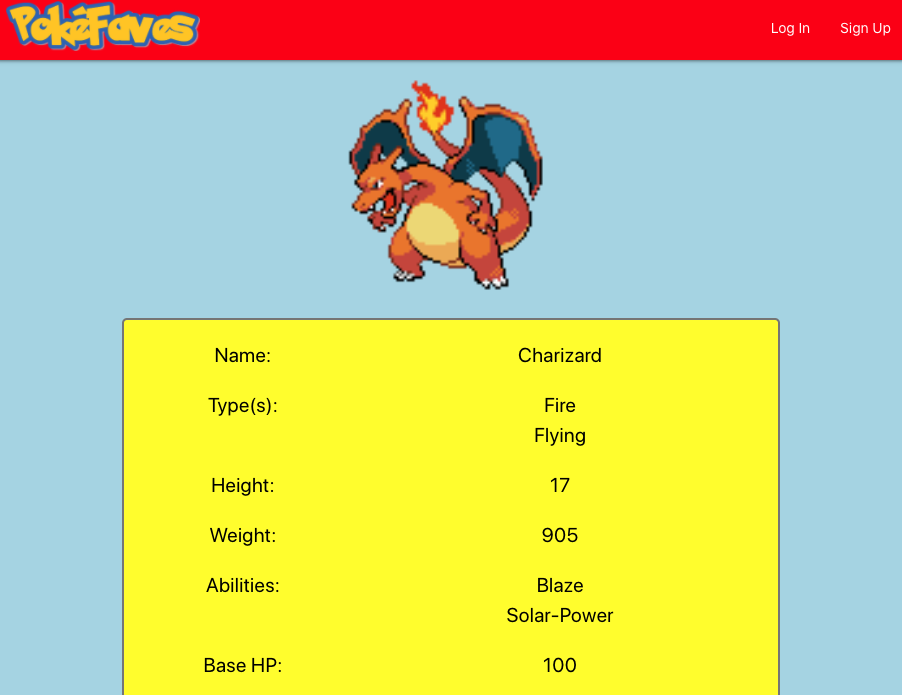 PokéFaves
Log In
Sign Up
Name: Charizard
Type(s): Fire
Flying
Height: 17
Weight: 905
Abilities: Blaze
Solar-Power
Base HP: 100